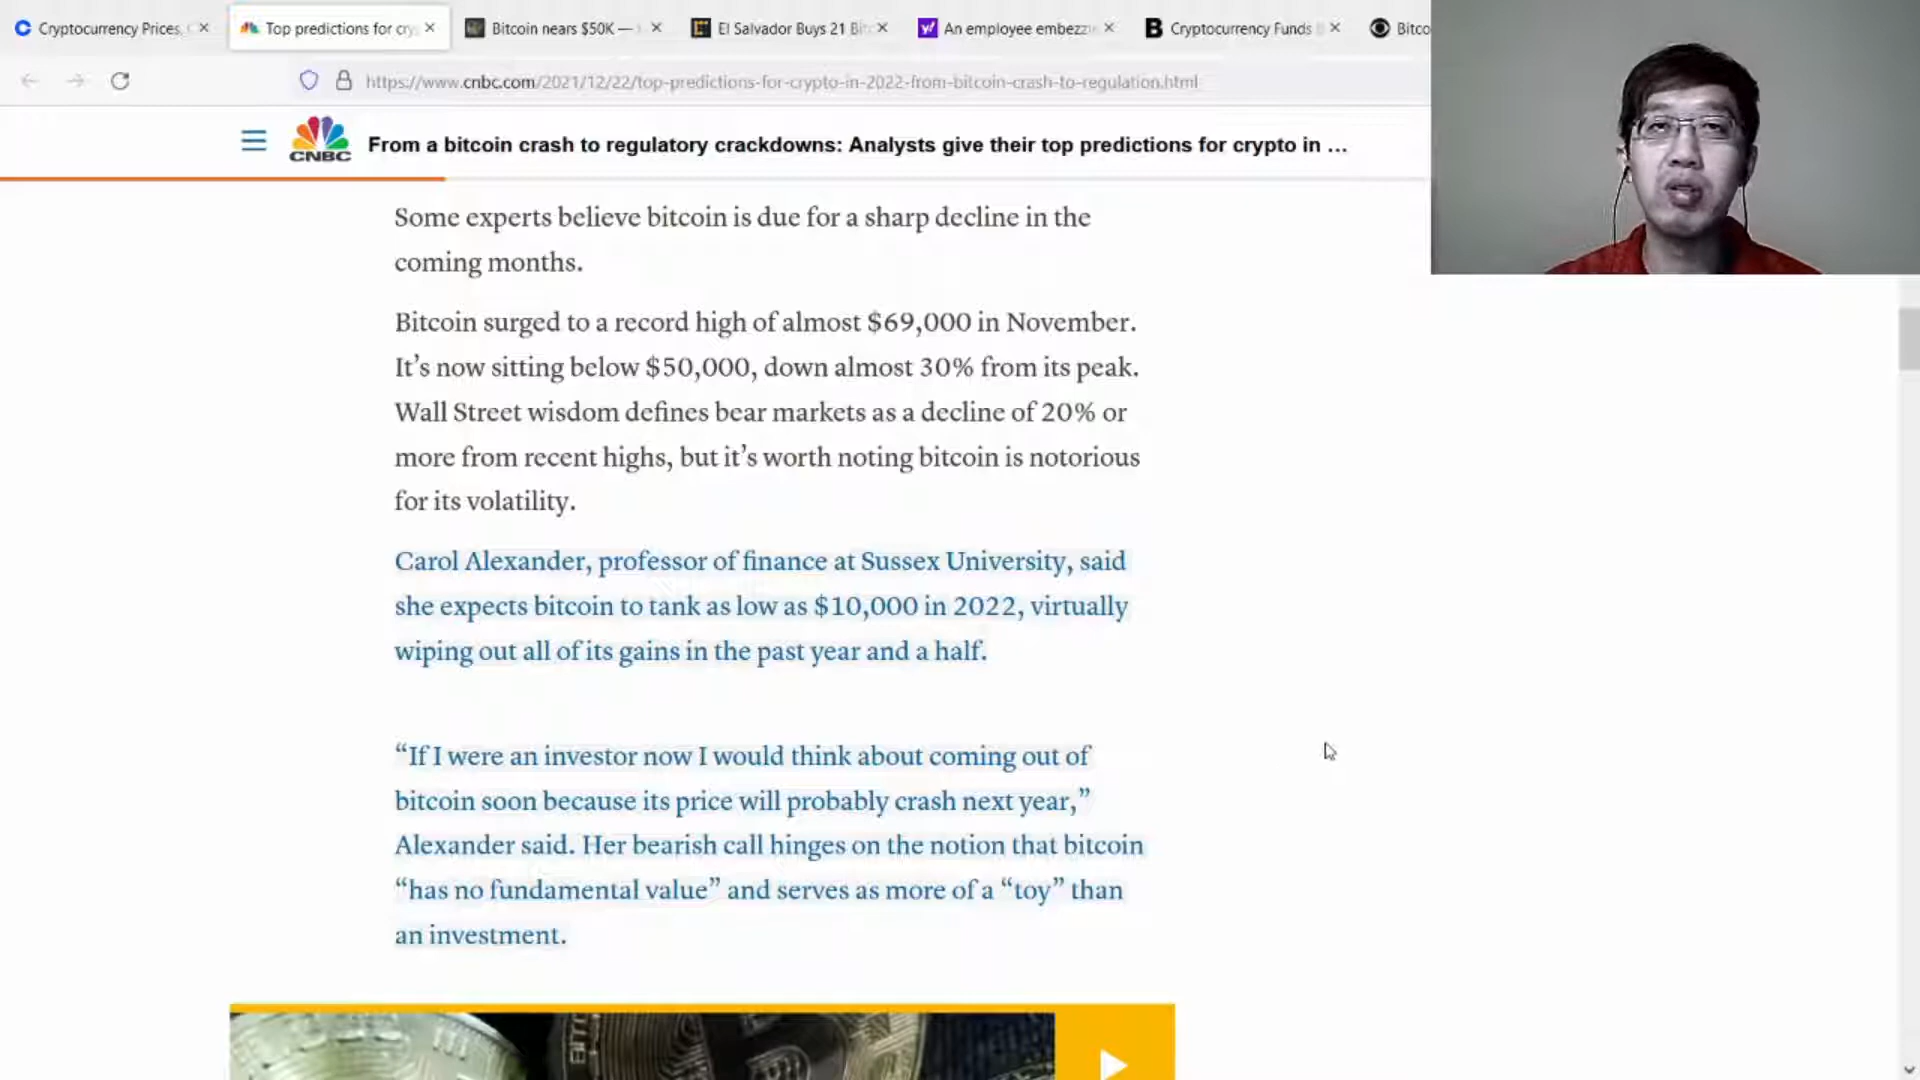 Cryptocurrency Prices,
Top predictions for cry
Bitcoin nears $50K —
El Salvador Buys 21 Bit
An employee embezzl
Cryptocurrency Funds
Bitco
https://www.cnbc.com/2021/12/22/top-predictions-for-crypto-in-2022-from-bitcoin-crash-to-regulation.html
CNBC
From a bitcoin crash to regulatory crackdowns: Analysts give their top predictions for crypto in ...
Some experts believe bitcoin is due for a sharp decline in the
coming months.
Bitcoin surged to a record high of almost $69,000 in November.
It’s now sitting below $50,000, down almost 30% from its peak.
Wall Street wisdom defines bear markets as a decline of 20% or
more from recent highs, but it’s worth noting bitcoin is notorious
for its volatility.
Carol Alexander, professor of finance at Sussex University, said
she expects bitcoin to tank as low as $10,000 in 2022, virtually
wiping out all of its gains in the past year and a half.
“If I were an investor now I would think about coming out of
bitcoin soon because its price will probably crash next year,”
Alexander said. Her bearish call hinges on the notion that bitcoin
“has no fundamental value” and serves as more of a “toy” than
an investment.